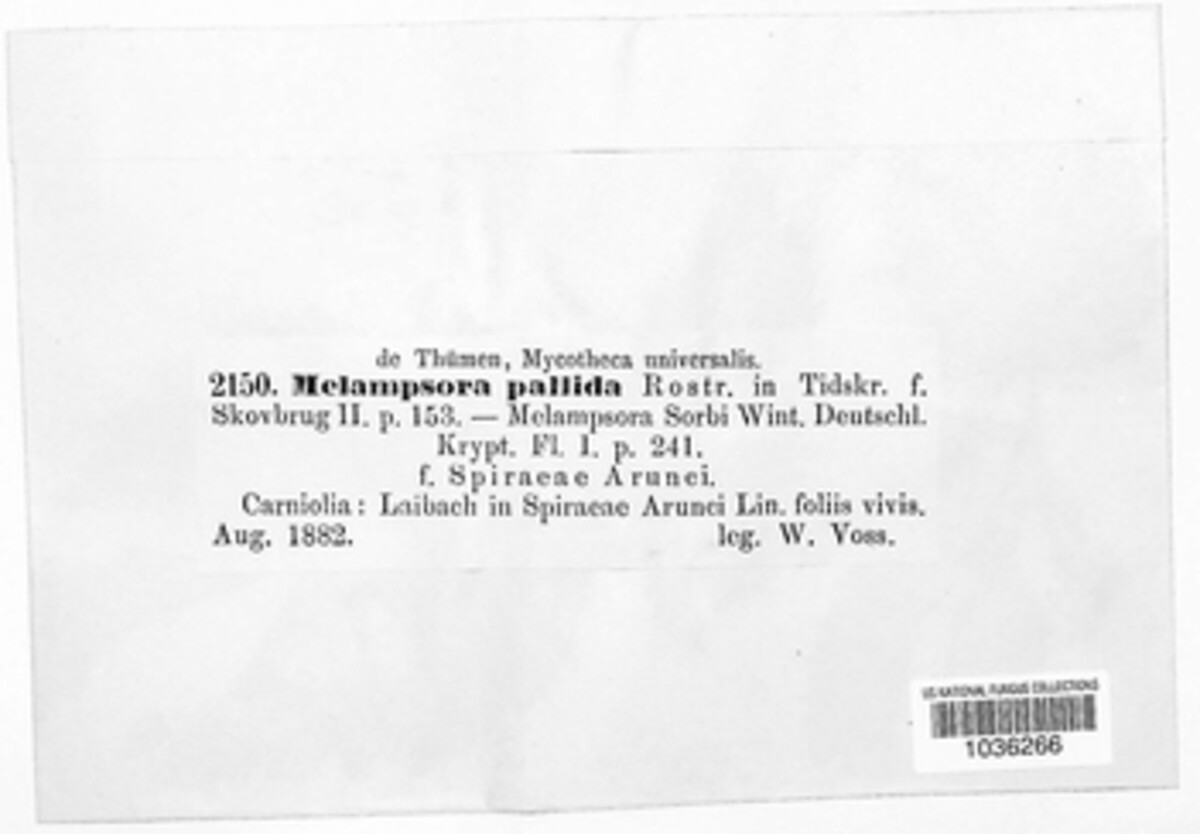 de Thümen, Mycotheca universalis.
2150. Melampsora pallida Rostr. in Tidskr. f.
Skovbrug II. p. 153. — Melampsora Sorbi Wint. Deutschl.
Krypt. Fl. I. p. 241.
f. Spiraeae Arunci.
Carniolia: Laibach in Spiraeae Arunci Lin. foliis vivis.
Aug. 1882. leg. W. Voss.
US NATIONAL FUNGUS COLLECTIONS
1036266